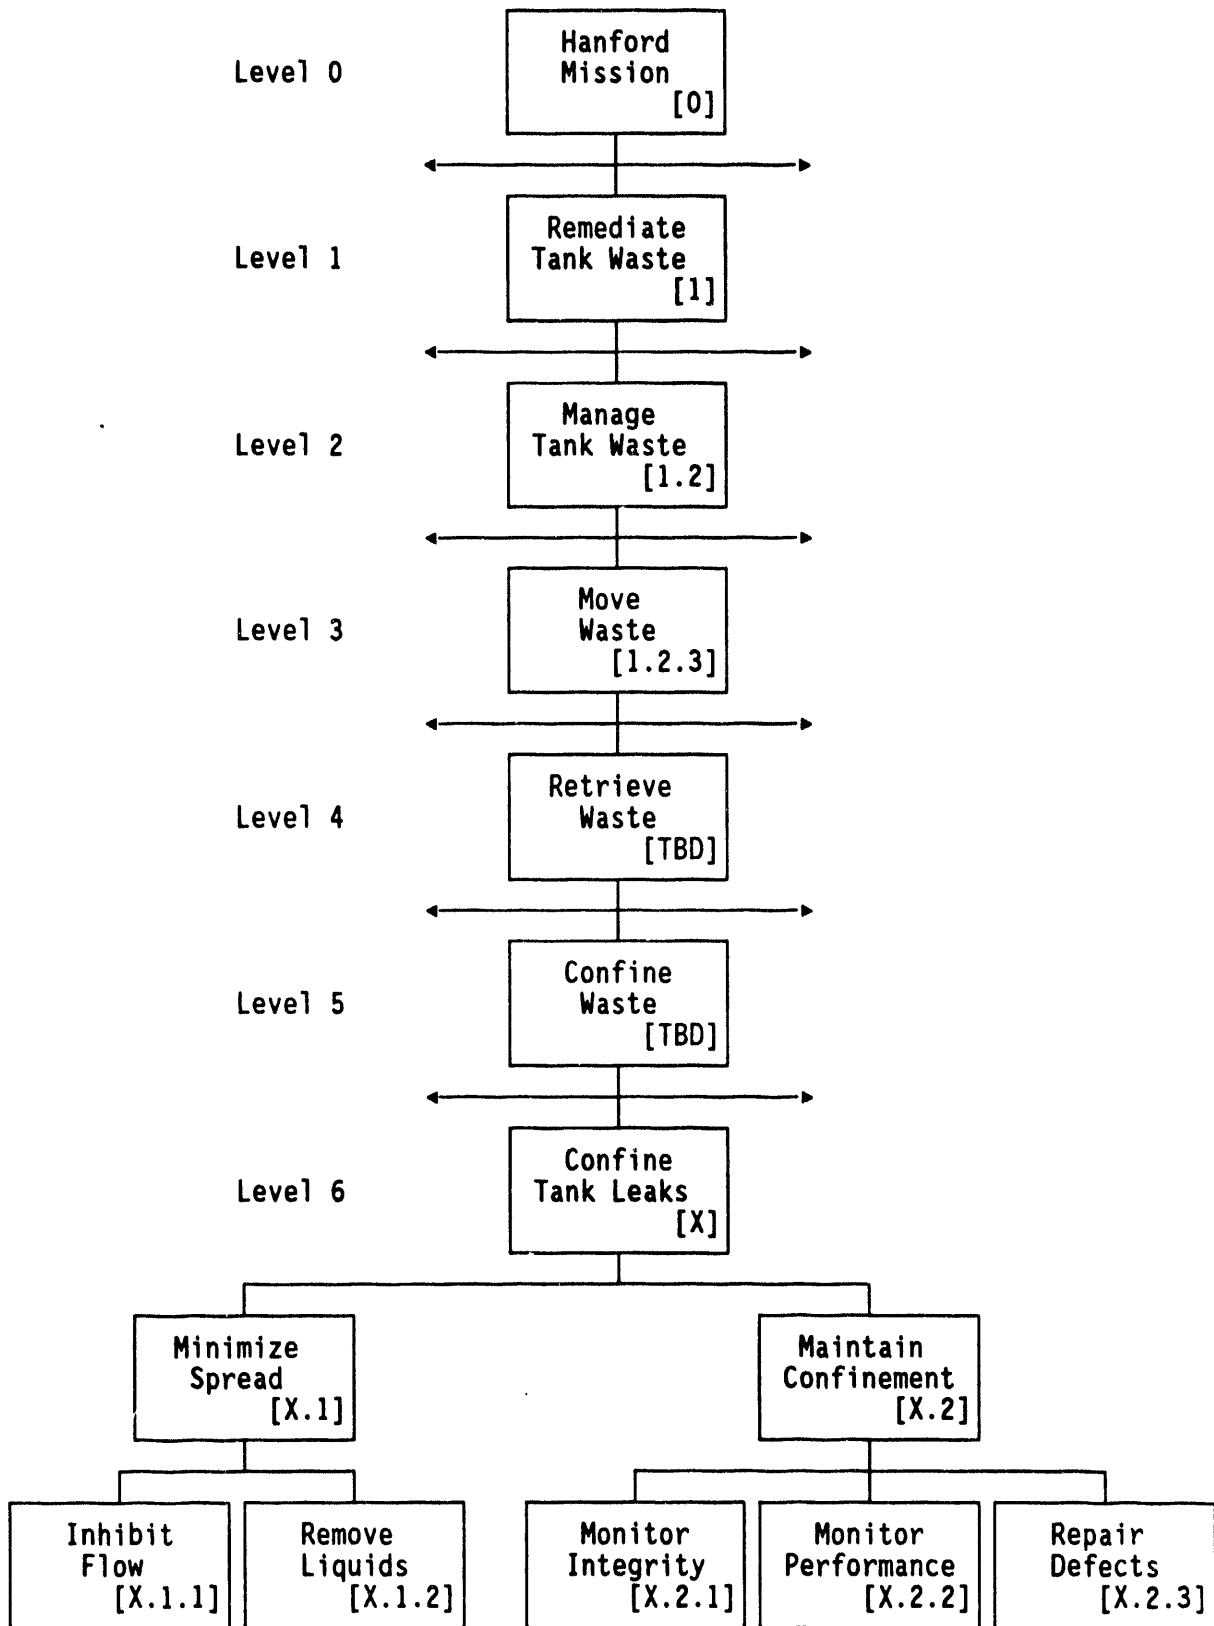 Hanford
Mission
[0]
Level 0
Remediate
Tank Waste
[1]
Level 1
Manage
Tank Waste
[1.2]
Level 2
Move
Waste
[1.2.3]
Level 3
Retrieve
Waste
[TBD]
Level 4
Confine
Waste
[TBD]
Level 5
Confine
Tank Leaks
[X]
Level 6
Minimize
Spread
[X.1]
Maintain
Confinement
[X.2]
Inhibit
Flow
[X.1.1]
Remove
Liquids
[X.1.2]
Monitor
Integrity
[X.2.1]
Monitor
Performance
[X.2.2]
Repair
Defects
[X.2.3]